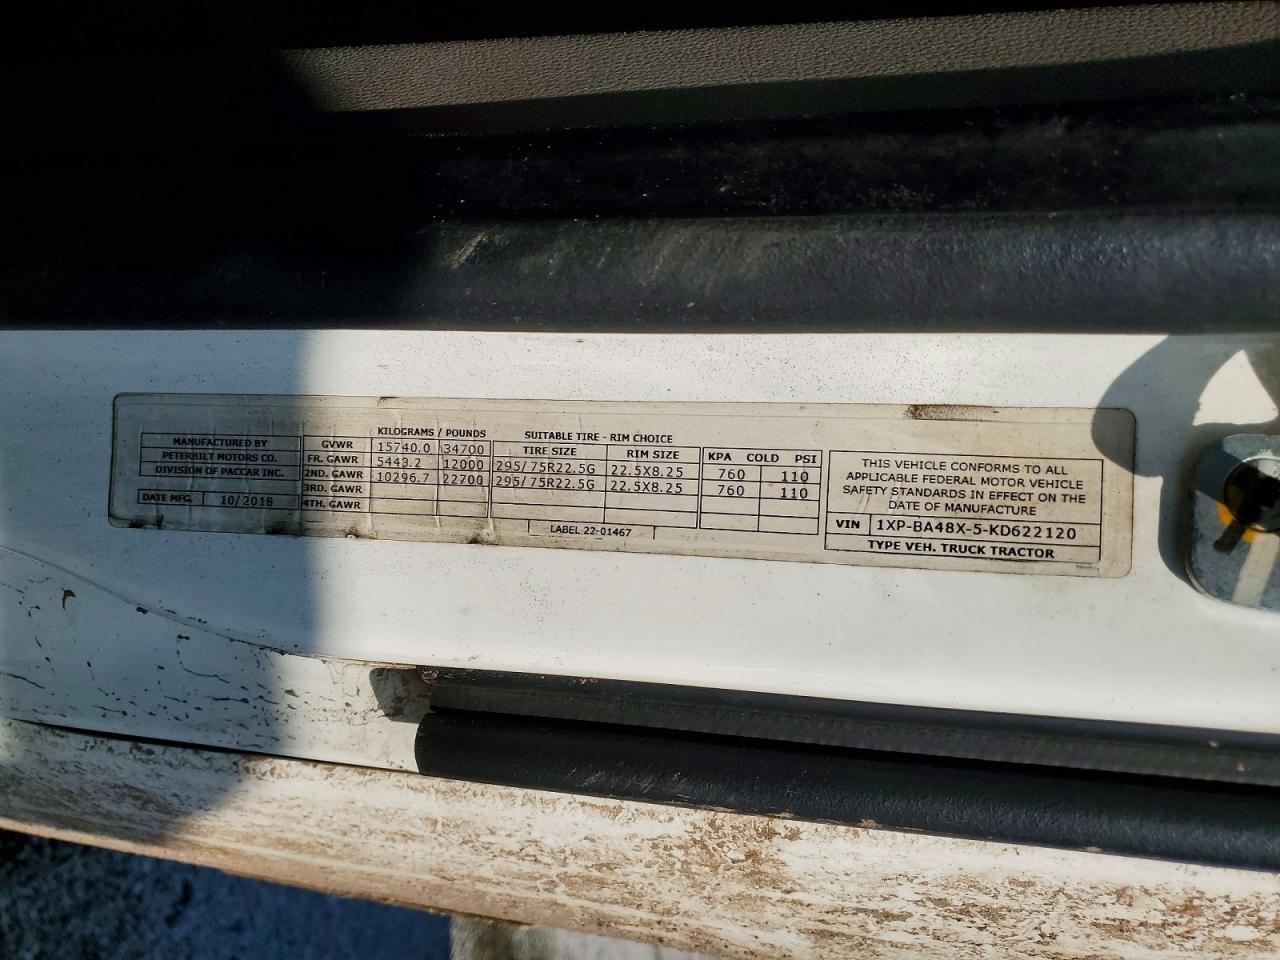 MANUFACTURED BY
PETERBILT MOTORS CO.
DIVISION OF PACCAR INC.
DATE MFG. 10/2018
KILOGRAMS / POUNDS
GVWR 15740.0 34700
FR. GAWR 5443.2 12000
2ND. GAWR 10296.7 22700
3RD. GAWR
4TH. GAWR
SUITABLE TIRE - RIM CHOICE
TIRE SIZE RIM SIZE KPA COLD PSI
295/75R22.5G 22.5X8.25 760 110
295/75R22.5G 22.5X8.25 760 110
LABEL 22-01467
THIS VEHICLE CONFORMS TO ALL
APPLICABLE FEDERAL MOTOR VEHICLE
SAFETY STANDARDS IN EFFECT ON THE
DATE OF MANUFACTURE
VIN 1XP-BA48X-5-KD622120
TYPE VEH. TRUCK TRACTOR